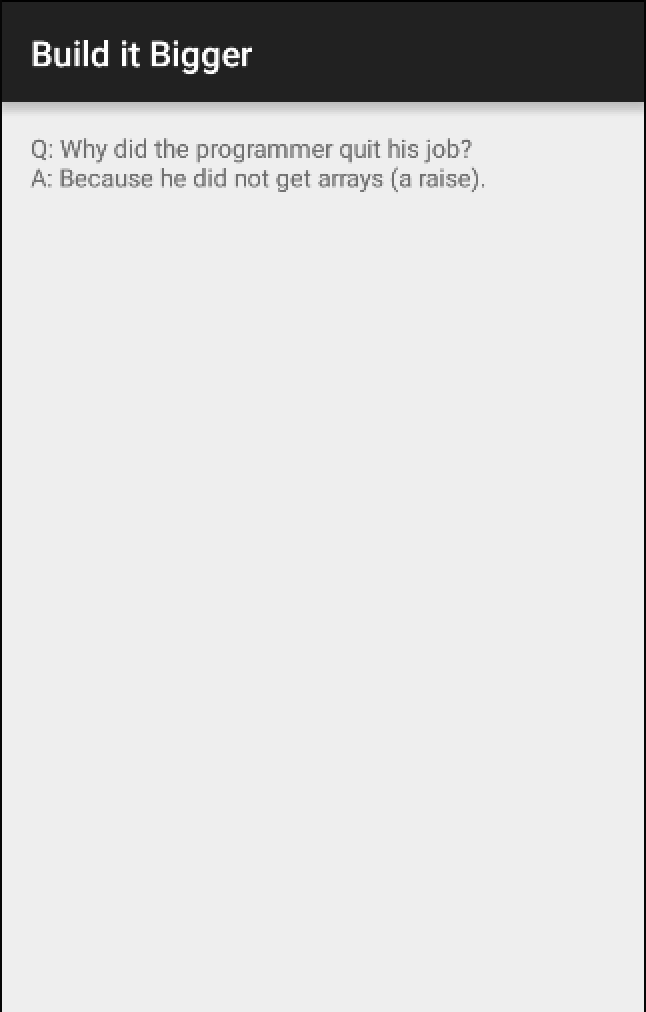 Build it Bigger
Q: Why did the programmer quit his job?
A: Because he did not get arrays (a raise).